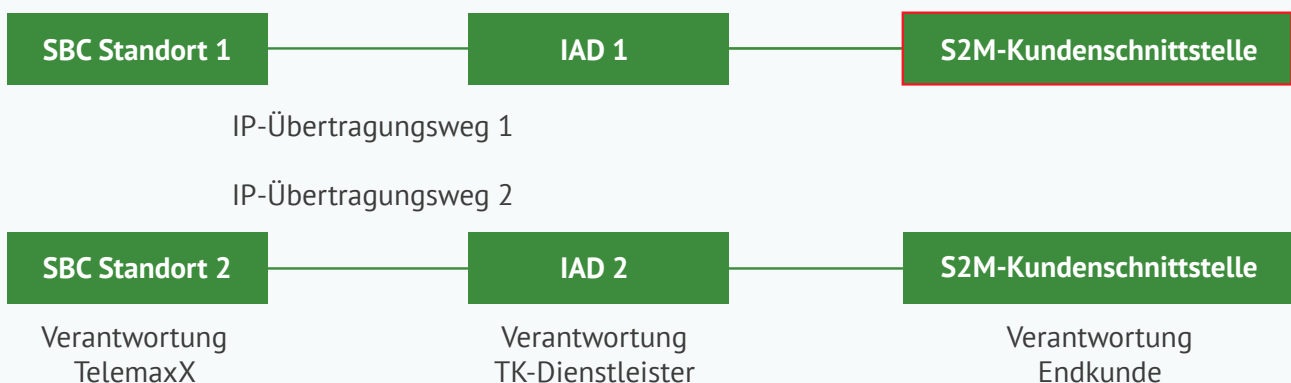 SBC Standort 1
IAD 1
S2M-Kundenschnittstelle
IP-Übertragungsweg 1
IP-Übertragungsweg 2
SBC Standort 2
IAD 2
S2M-Kundenschnittstelle
Verantwortung
TelemaxX
Verantwortung
TK-Dienstleister
Verantwortung
Endkunde